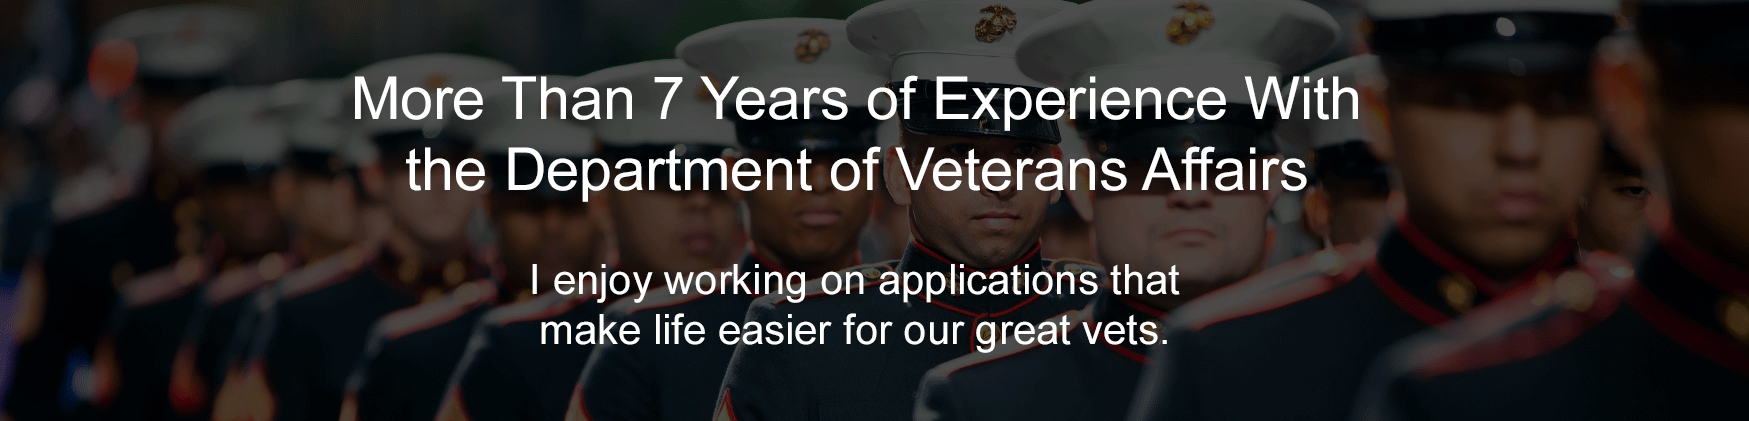 More Than 7 Years of Experience With
the Department of Veterans Affairs
I enjoy working on applications that
make life easier for our great vets.